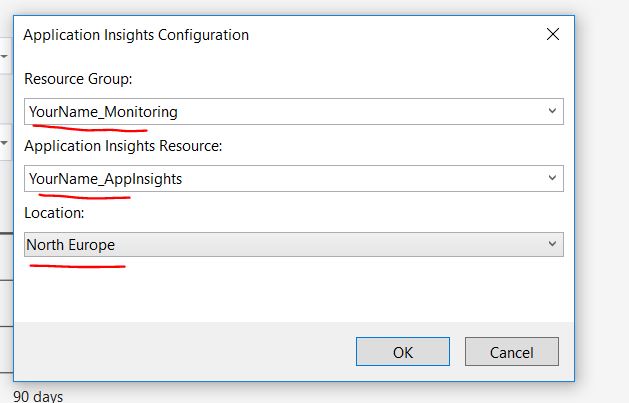 Application Insights Configuration
Resource Group:
YourName_Monitoring
Application Insights Resource:
YourName_AppInsights
Location:
North Europe
OK Cancel
90 days